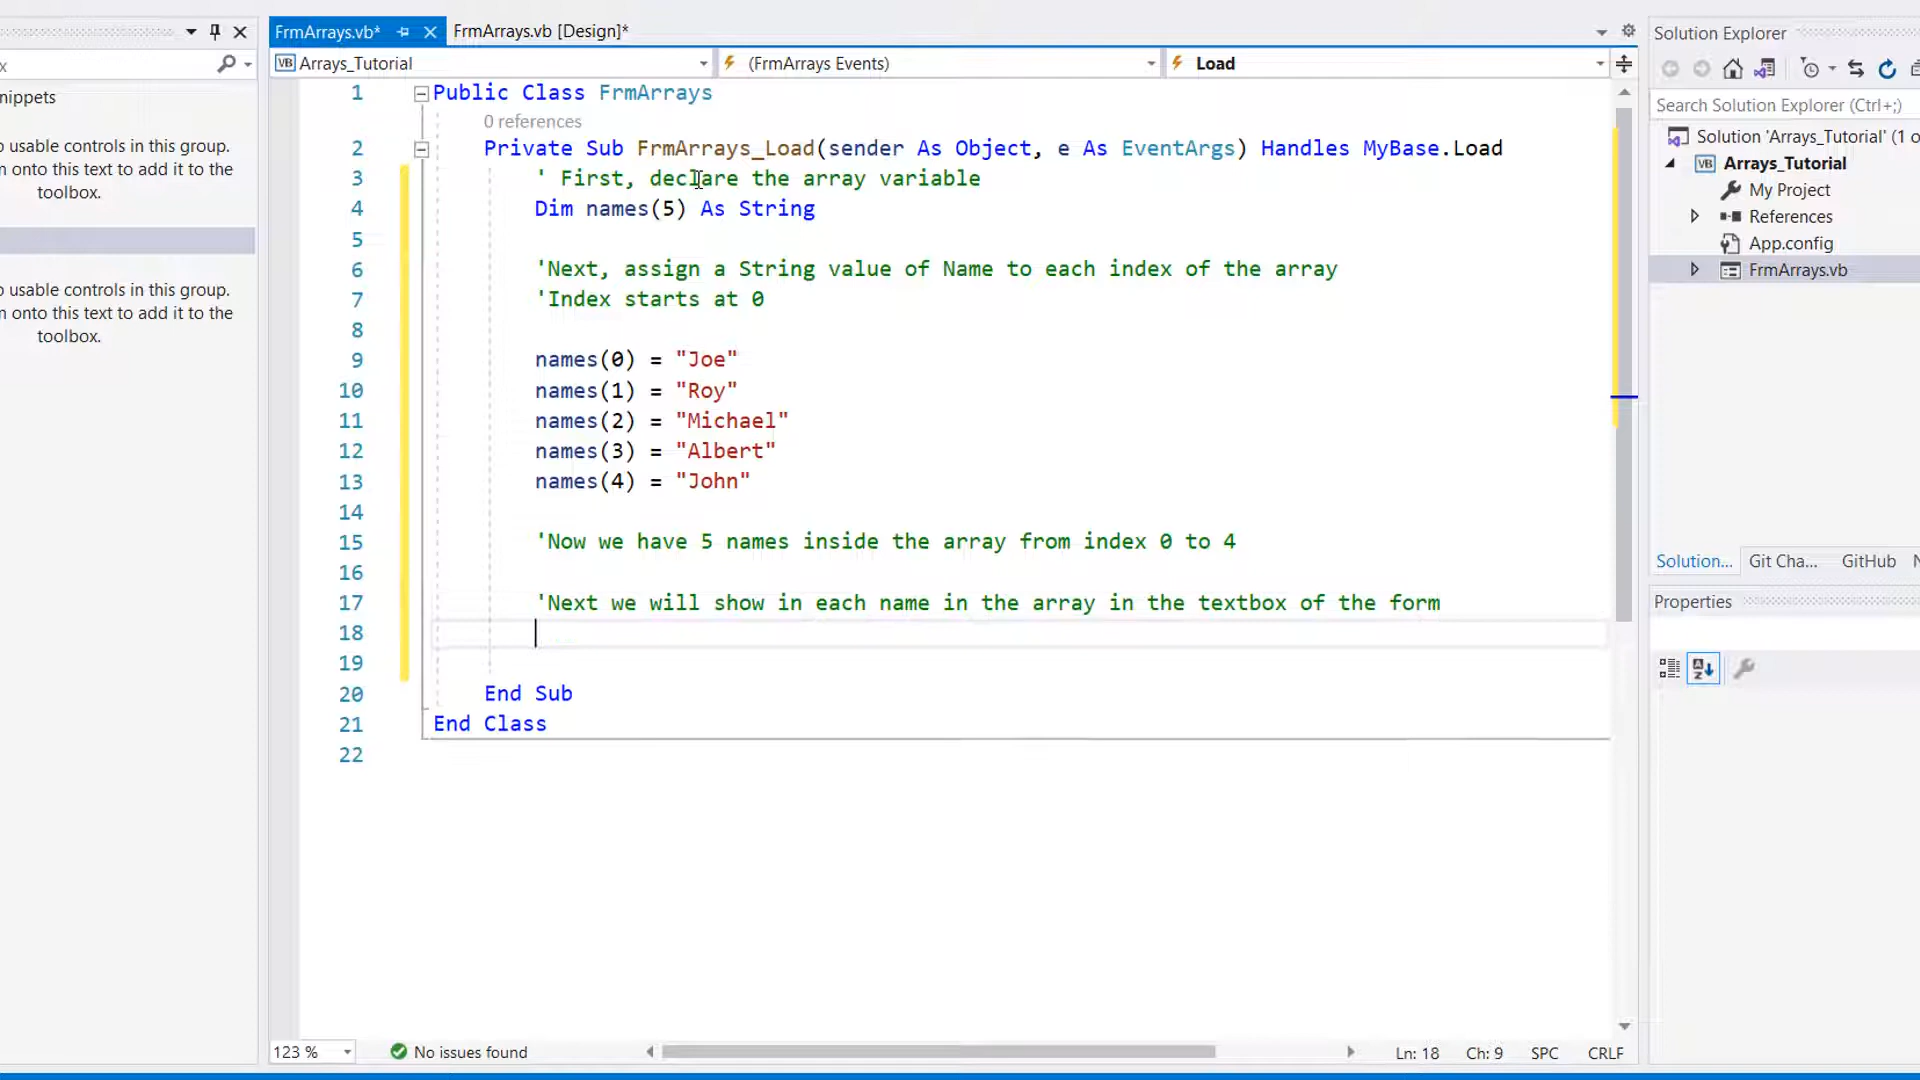 FrmArrays.vb*
FrmArrays.vb [Design]*
Solution Explorer
Arrays_Tutorial
(FrmArrays Events)
Load
x
nippets
o usable controls in this group.
n onto this text to add it to the
toolbox.
o usable controls in this group.
n onto this text to add it to the
toolbox.
1 Public Class FrmArrays
0 references
2 Private Sub FrmArrays_Load(sender As Object, e As EventArgs) Handles MyBase.Load
3 ' First, declare the array variable
4 Dim names(5) As String
5
6 'Next, assign a String value of Name to each index of the array
7 'Index starts at 0
8
9 names(0) = "Joe"
10 names(1) = "Roy"
11 names(2) = "Michael"
12 names(3) = "Albert"
13 names(4) = "John"
14
15 'Now we have 5 names inside the array from index 0 to 4
16
17 'Next we will show in each name in the array in the textbox of the form
18
19
20 End Sub
21 End Class
22
Search Solution Explorer (Ctrl+;)
Solution 'Arrays_Tutorial' (1 o
VB Arrays_Tutorial
My Project
References
App.config
FrmArrays.vb
Solution... Git Cha... GitHub N
Properties
123 %
No issues found
Ln: 18 Ch: 9 SPC CRLF